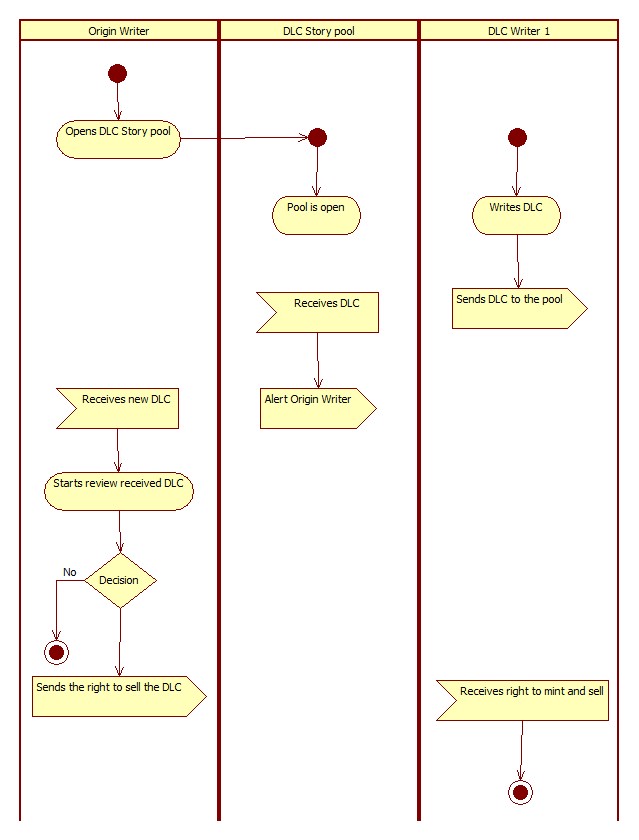 Origin Writer
DLC Story pool
DLC Writer 1
Opens DLC Story pool
Pool is open
Writes DLC
Receives DLC
Sends DLC to the pool
Receives new DLC
Alert Origin Writer
Starts review received DLC
No
Decision
Sends the right to sell the DLC
Receives right to mint and sell